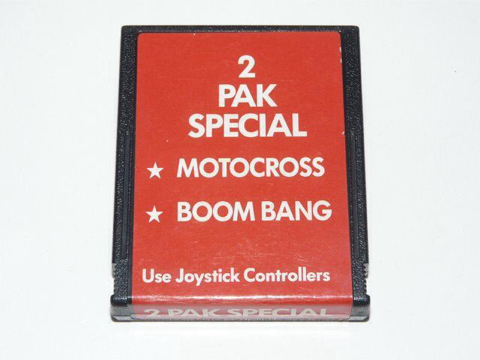 2
PAK
SPECIAL
★ MOTOCROSS
★ BOOM BANG
Use Joystick Controllers
2 PAK SPECIAL